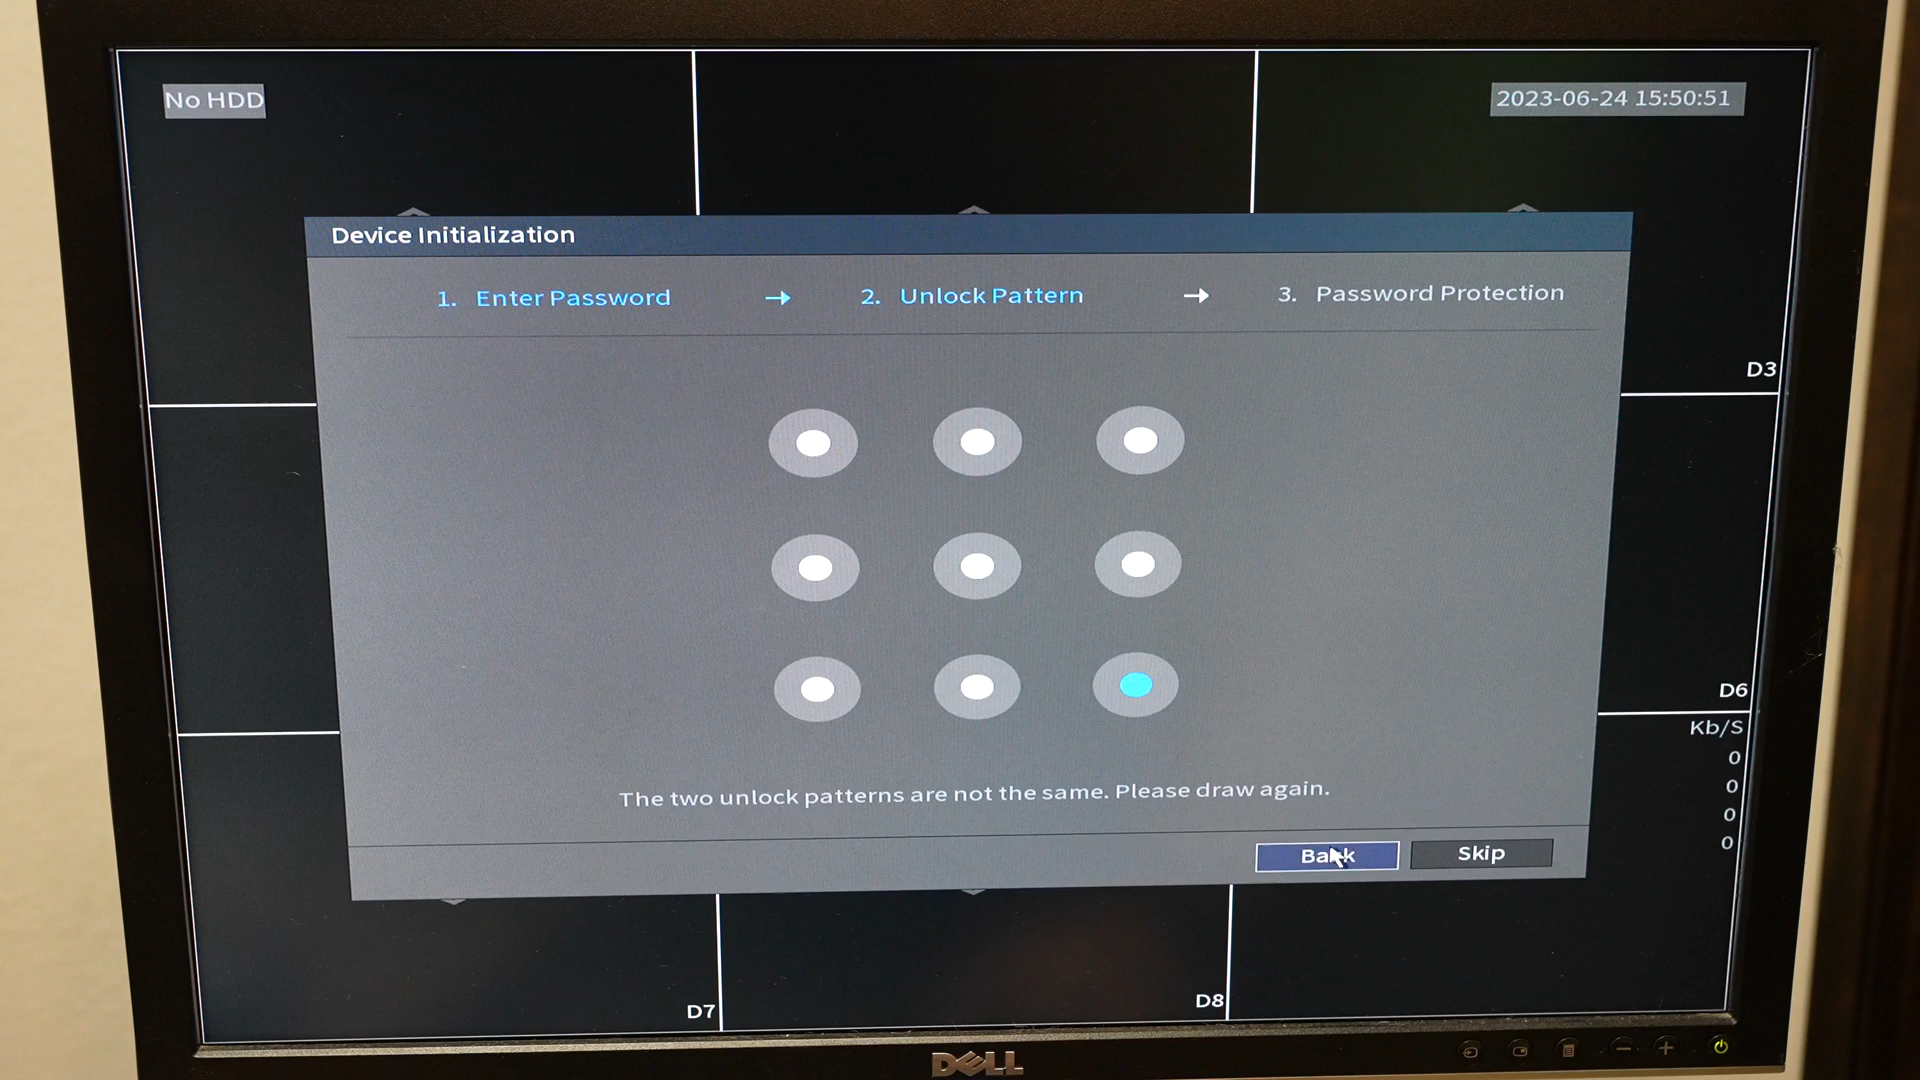 No HDD
2023-06-24 15:50:51
Device Initialization
1. Enter Password → 2. Unlock Pattern → 3. Password Protection
D3
D6
Kb/S
0
0
0
0
The two unlock patterns are not the same. Please draw again.
Skip
D7
D8
DELL